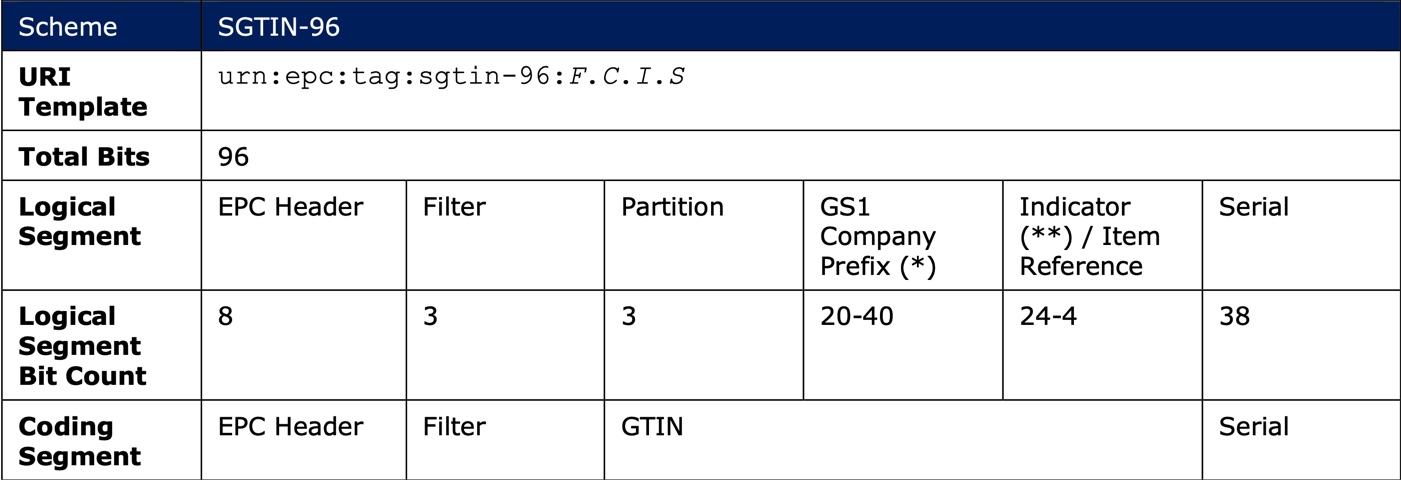 Scheme SGTIN-96
URI Template urn:epc:tag:sgtin-96:F.C.I.S
Total Bits 96
Logical Segment EPC Header Filter Partition GS1 Company Prefix (*) Indicator (**) / Item Reference Serial
Logical Segment Bit Count 8 3 3 20-40 24-4 38
Coding Segment EPC Header Filter GTIN Serial